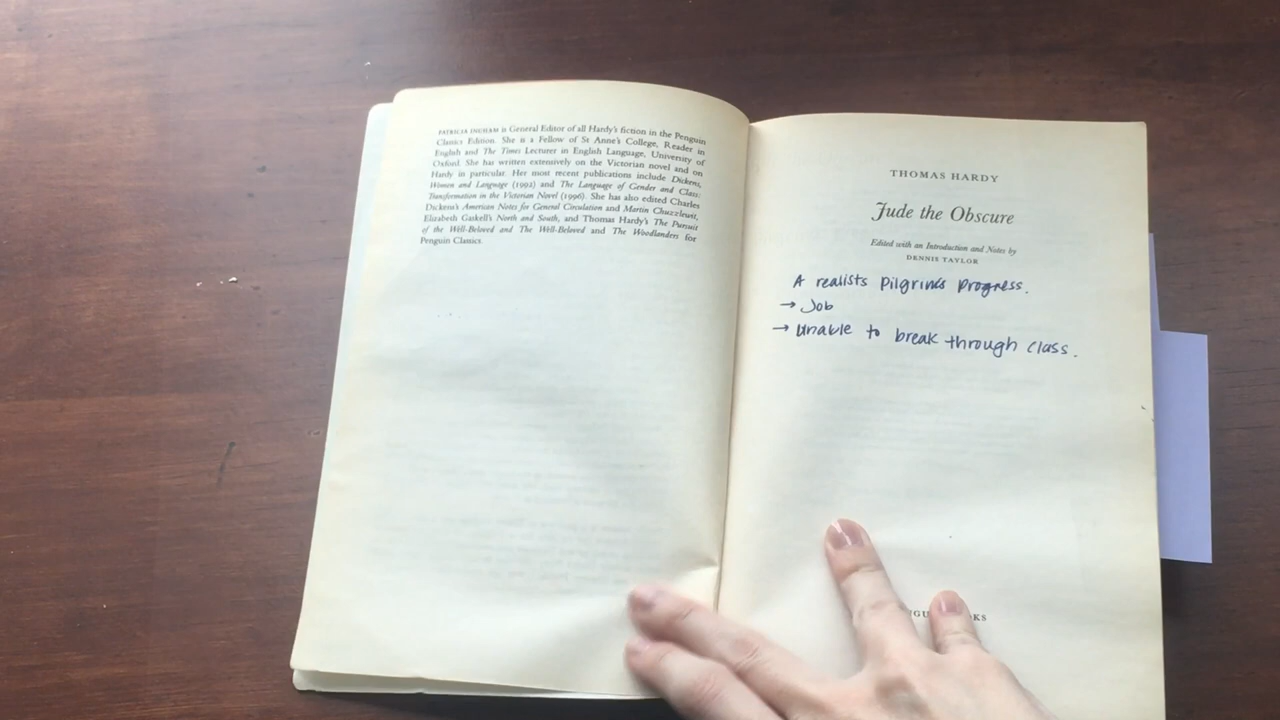 PATRICIA INGHAM is General Editor of all Hardy's fiction in the Penguin
Classics Edition. She is a Fellow of St Anne's College, Reader in
English and The Times Lecturer in English Language, University of
Oxford. She has written extensively on the Victorian novel and on
Hardy in particular. Her most recent publications include Dickens,
Women and Language (1992) and The Language of Gender and Class:
Transformation in the Victorian Novel (1996). She has also edited Charles
Dickens's American Notes for General Circulation and Martin Chuzzlewit,
Elizabeth Gaskell's North and South, and Thomas Hardy's The Pursuit
of the Well-Beloved and The Well-Beloved and The Woodlanders for
Penguin Classics.
THOMAS HARDY
Jude the Obscure
Edited with an Introduction and Notes by
DENNIS TAYLOR
A realists Pilgrims Progress.
→ Job
→ Unable to break through class.